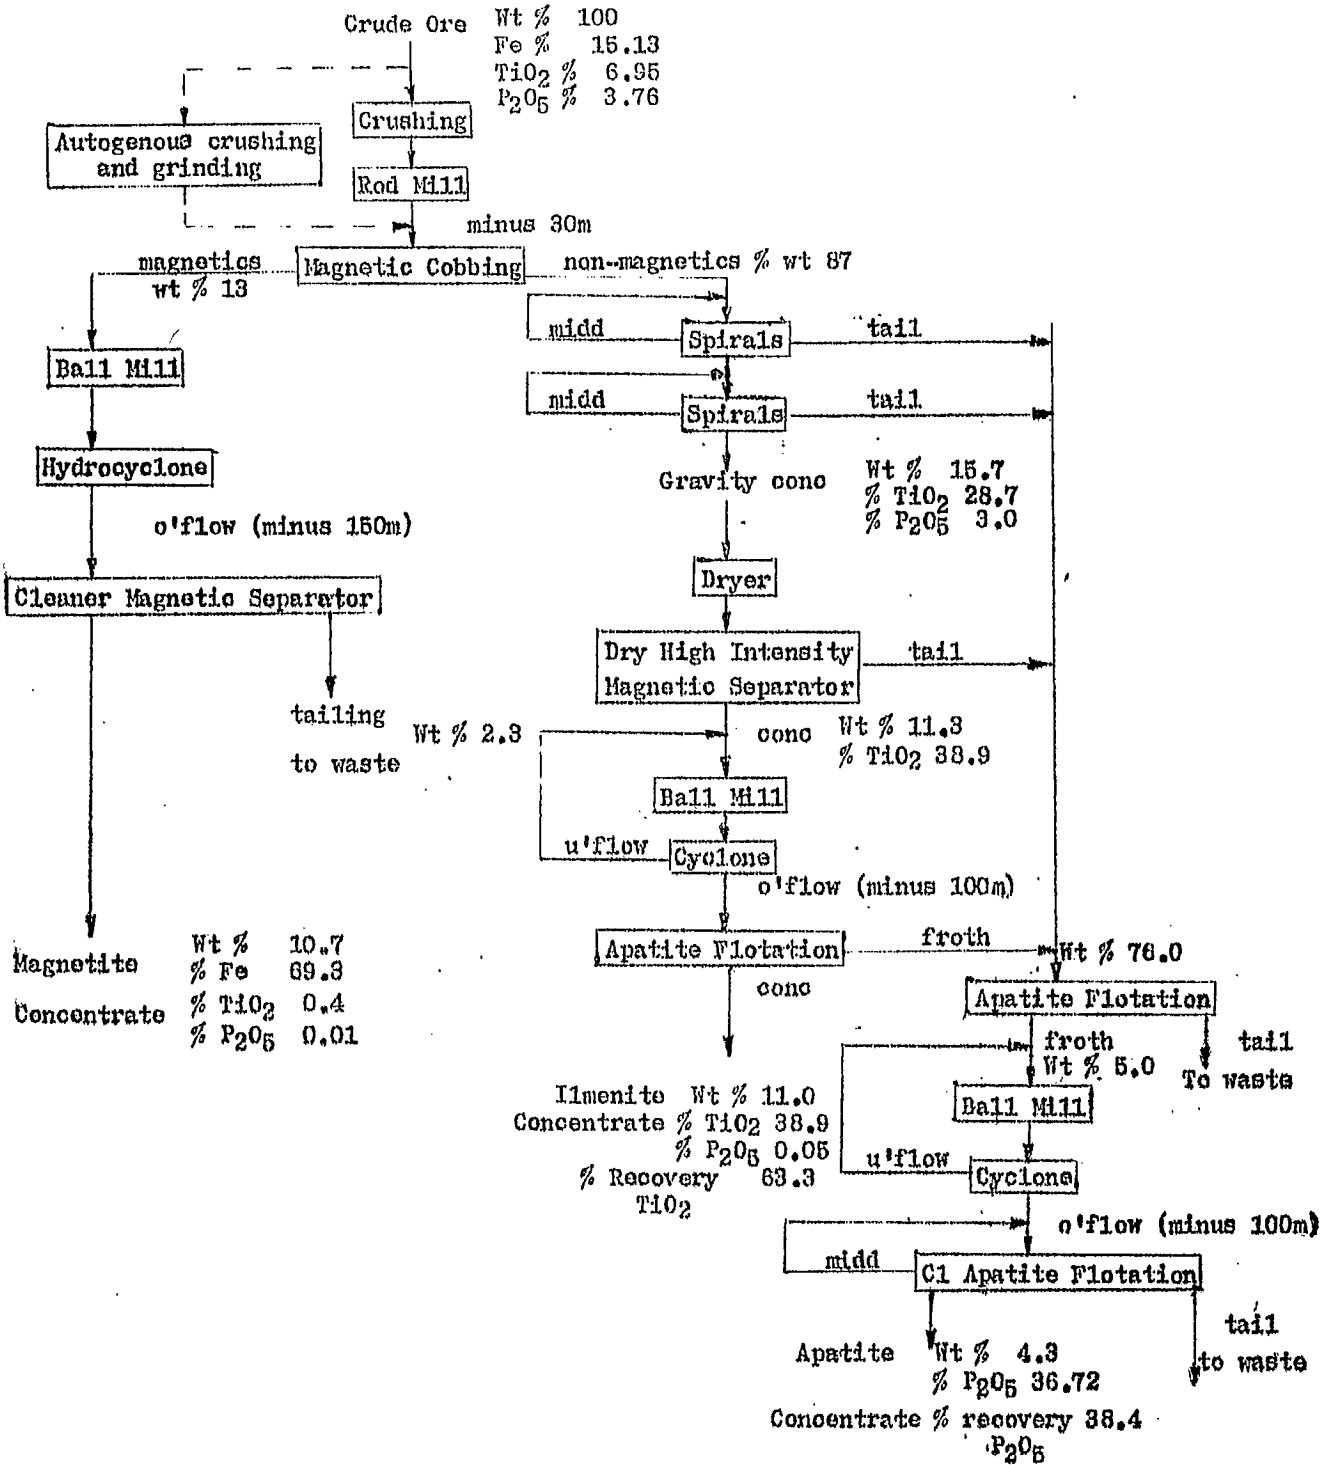 Crude Ore
Wt % 100
Fe % 15.13
TiO2 % 6.95
P2O5 % 3.76
Crushing
Autogenous crushing
and grinding
Rod Mill
minus 30m
Magnetic Cobbing
magnetics
wt % 13
non-magnetics % wt 87
midd
Spirals
tail
Ball Mill
midd
Spirals
tail
Hydrocyclone
Gravity conc
Wt % 15.7
% TiO2 28.7
% P2O5 3.0
o'flow (minus 150m)
Dryer
Cleaner Magnetic Separator
Dry High Intensity
Magnetic Separator
tail
tailing
to waste
Wt % 2.3
conc
Wt % 11.3
% TiO2 38.9
Ball Mill
u'flow
Cyclone
o'flow (minus 100m)
Apatite Flotation
froth
Wt % 76.0
Magnetite
Concentrate
Wt % 10.7
% Fe 69.3
% TiO2 0.4
% P2O5 0.01
conc
Apatite Flotation
froth
Wt % 5.0
tail
To waste
Ilmenite Wt % 11.0
Concentrate % TiO2 38.9
% P2O5 0.05
% Recovery 63.3
TiO2
Ball Mill
u'flow
Cyclone
o'flow (minus 100m)
midd
Cl Apatite Flotation
tail
to waste
Apatite Wt % 4.3
% P2O5 36.72
Concentrate % recovery 38.4
P2O5